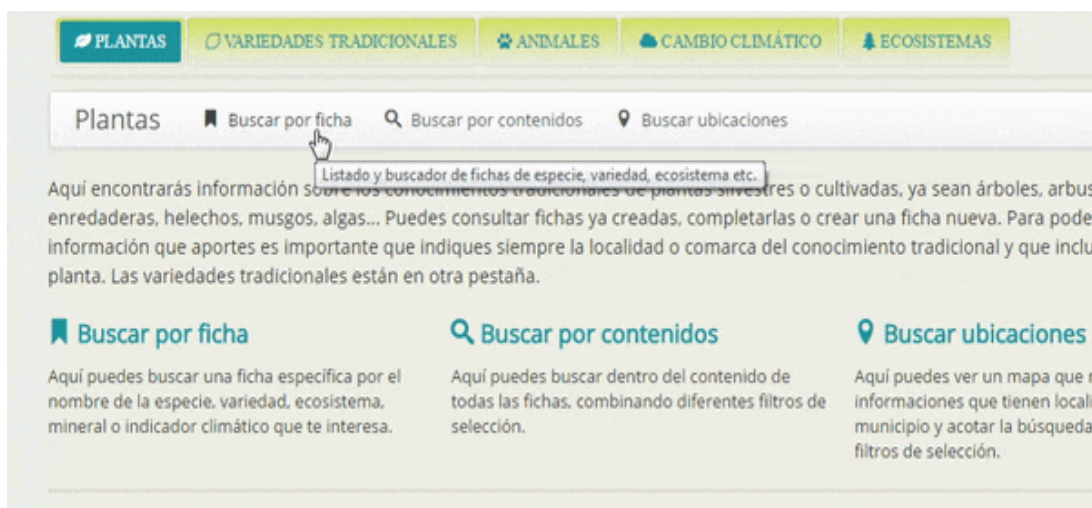 PLANTAS VARIEDADES TRADICIONALES ANIMALES CAMBIO CLIMÁTICO ECOSISTEMAS
Plantas Buscar por ficha Buscar por contenidos Buscar ubicaciones
Listado y buscador de fichas de especie, variedad, ecosistema etc.
Aquí encontrarás información sobre los conocimientos tradicionales de plantas silvestres o cultivadas, ya sean árboles, arbus
enredaderas, helechos, musgos, algas... Puedes consultar fichas ya creadas, completarlas o crear una ficha nueva. Para pode
información que aportes es importante que indiques siempre la localidad o comarca del conocimiento tradicional y que inclu
planta. Las variedades tradicionales están en otra pestaña.
Buscar por ficha
Aquí puedes buscar una ficha específica por el
nombre de la especie, variedad, ecosistema,
mineral o indicador climático que te interesa.
Buscar por contenidos
Aquí puedes buscar dentro del contenido de
todas las fichas, combinando diferentes filtros de
selección.
Buscar ubicaciones
Aquí puedes ver un mapa que
informaciones que tienen locali
municipio y acotar la búsqueda
filtros de selección.